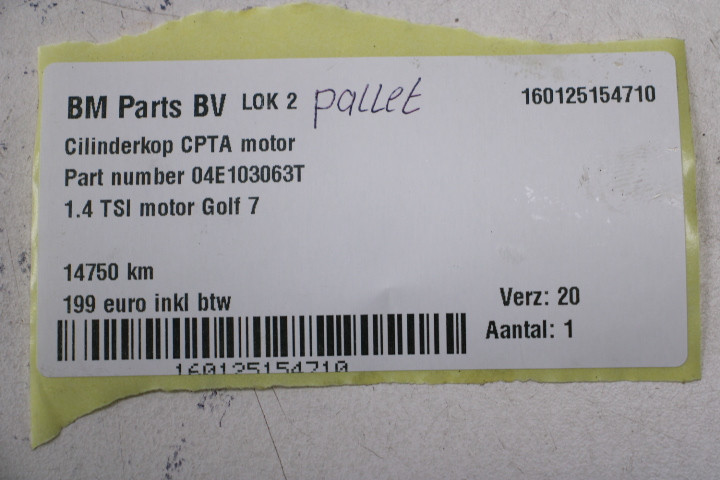 BM Parts BV LOK 2 pallet 160125154710
Cilinderkop CPTA motor
Part number 04E103063T
1.4 TSI motor Golf 7
14750 km
199 euro inkl btw Verz: 20
Aantal: 1
160125154710